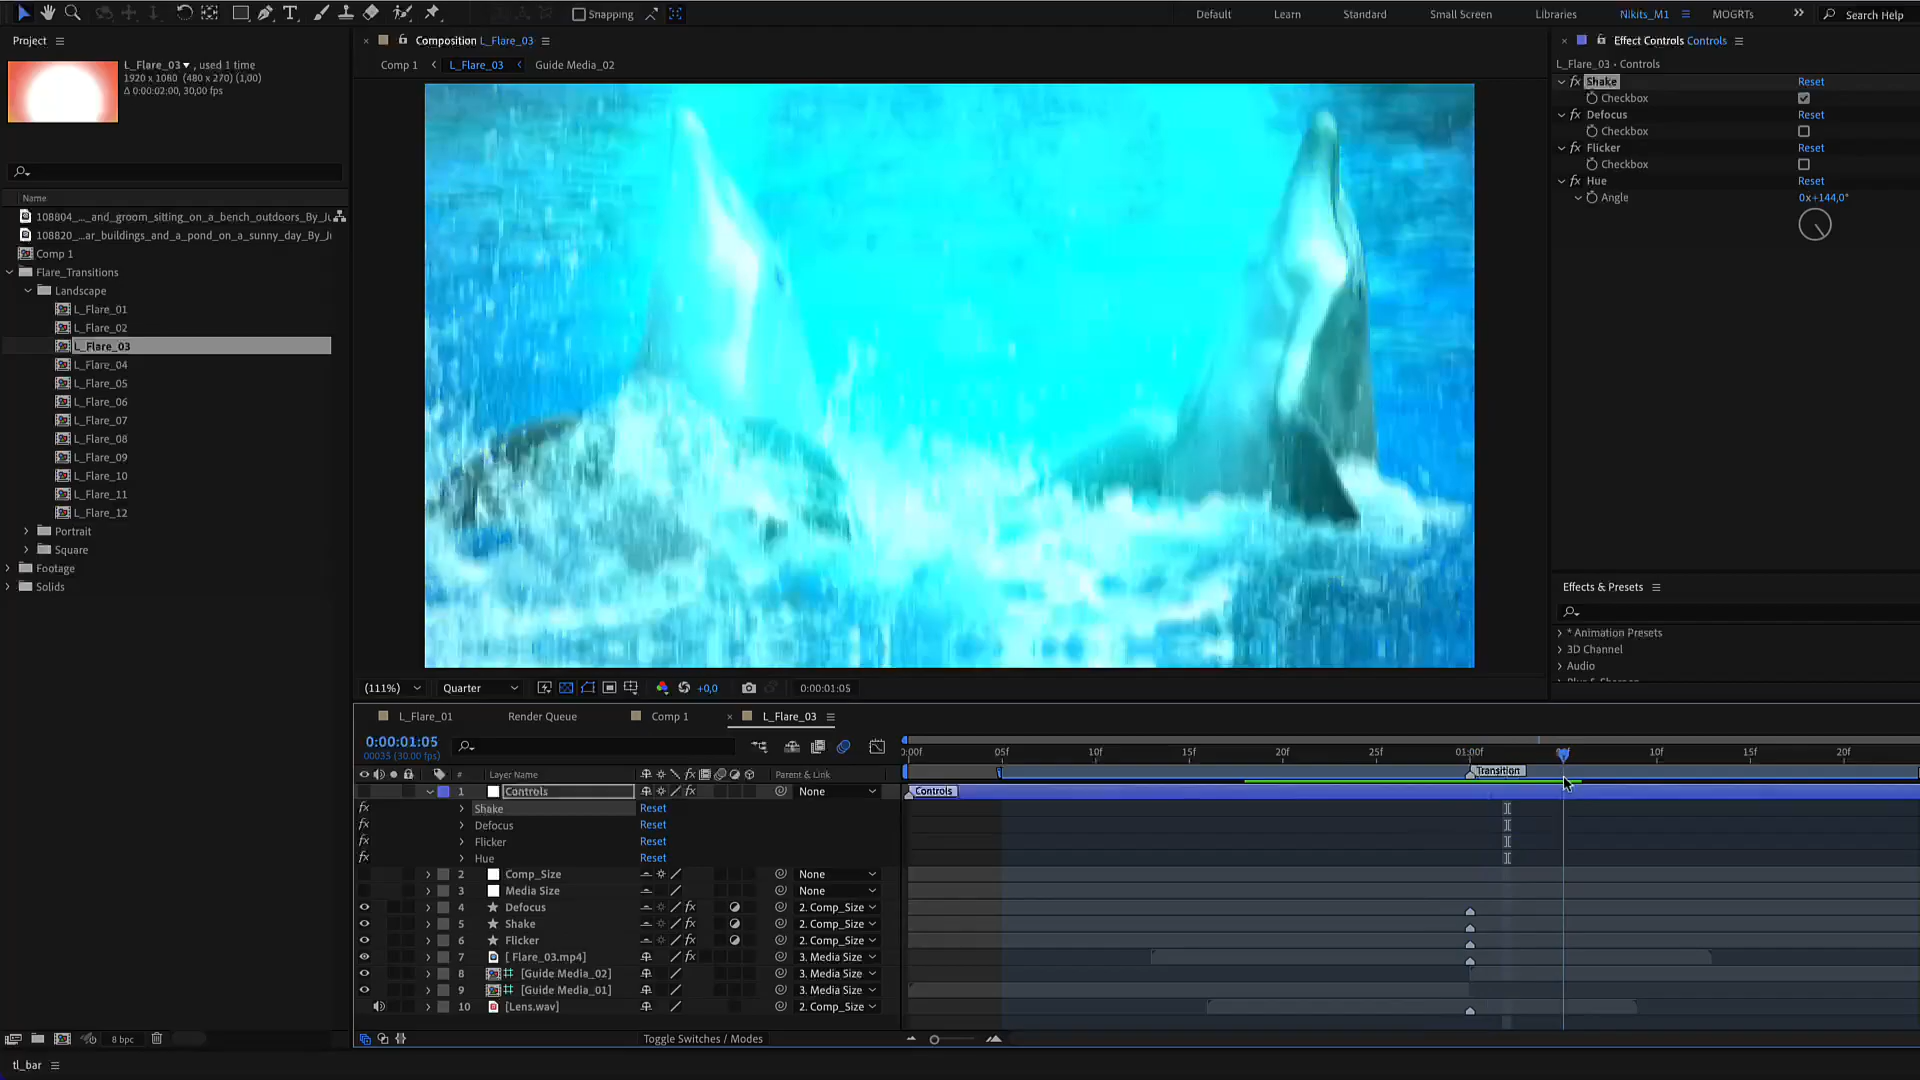 Snapping
Default
Learn
Standard
Small Screen
Libraries
Nikits_M1
MOGRTs
Search Help
Project
L_Flare_03▾ , used 1 time
1920 x 1080 (480 x 270) (1,00)
Δ 0:00:02:00, 30,00 fps
Name
108804_..._and_groom_sitting_on_a_bench_outdoors_By_Ju
108820_...ar_buildings_and_a_pond_on_a_sunny_day_By_Ju
Comp 1
Flare_Transitions
Landscape
L_Flare_01
L_Flare_02
L_Flare_03
L_Flare_04
L_Flare_05
L_Flare_06
L_Flare_07
L_Flare_08
L_Flare_09
L_Flare_10
L_Flare_11
L_Flare_12
Portrait
Square
Footage
Solids
8 bpc
tl_bar
Composition L_Flare_03
Comp 1
L_Flare_03
Guide Media_02
(111%)
Quarter
+0,0
0:00:01:05
Effect Controls Controls
L_Flare_03 · Controls
fx Shake Reset
Checkbox
fx Defocus Reset
Checkbox
fx Flicker Reset
Checkbox
fx Hue Reset
Angle 0x+144,0°
Effects & Presets
* Animation Presets
3D Channel
Audio
L_Flare_01
Render Queue
Comp 1
L_Flare_03
0:00:01:05
00035 (30.00 fps)
# Layer Name Parent & Link
1 Controls None
fx Shake Reset
fx Defocus Reset
fx Flicker Reset
fx Hue Reset
2 Comp_Size None
3 Media Size None
4 Defocus 2. Comp_Size
5 Shake 2. Comp_Size
6 Flicker 2. Comp_Size
7 [ Flare_03.mp4] 3. Media Size
8 [Guide Media_02] 3. Media Size
9 [Guide Media_01] 3. Media Size
10 [Lens.wav] 2. Comp_Size
Toggle Switches / Modes
0:00f 05f 10f 15f 20f 25f 01:00f 10f 15f 20f
Transition
Controls